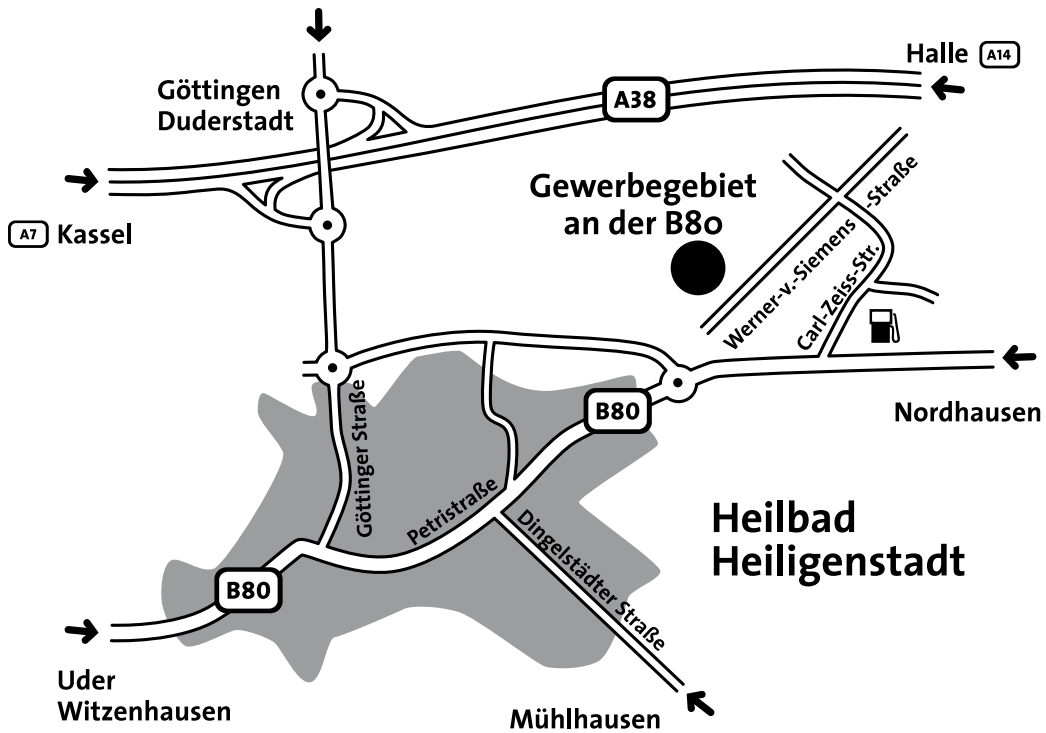 Halle A14
Göttingen
Duderstadt
A38
Gewerbegebiet
an der B80
Werner-v.-Siemens-Straße
A7 Kassel
Carl-Zeiss-Str.
Göttinger Straße
B80
Nordhausen
Petristraße
Dingelstädter Straße
Heilbad
Heiligenstadt
B80
Uder
Witzenhausen
Mühlhausen